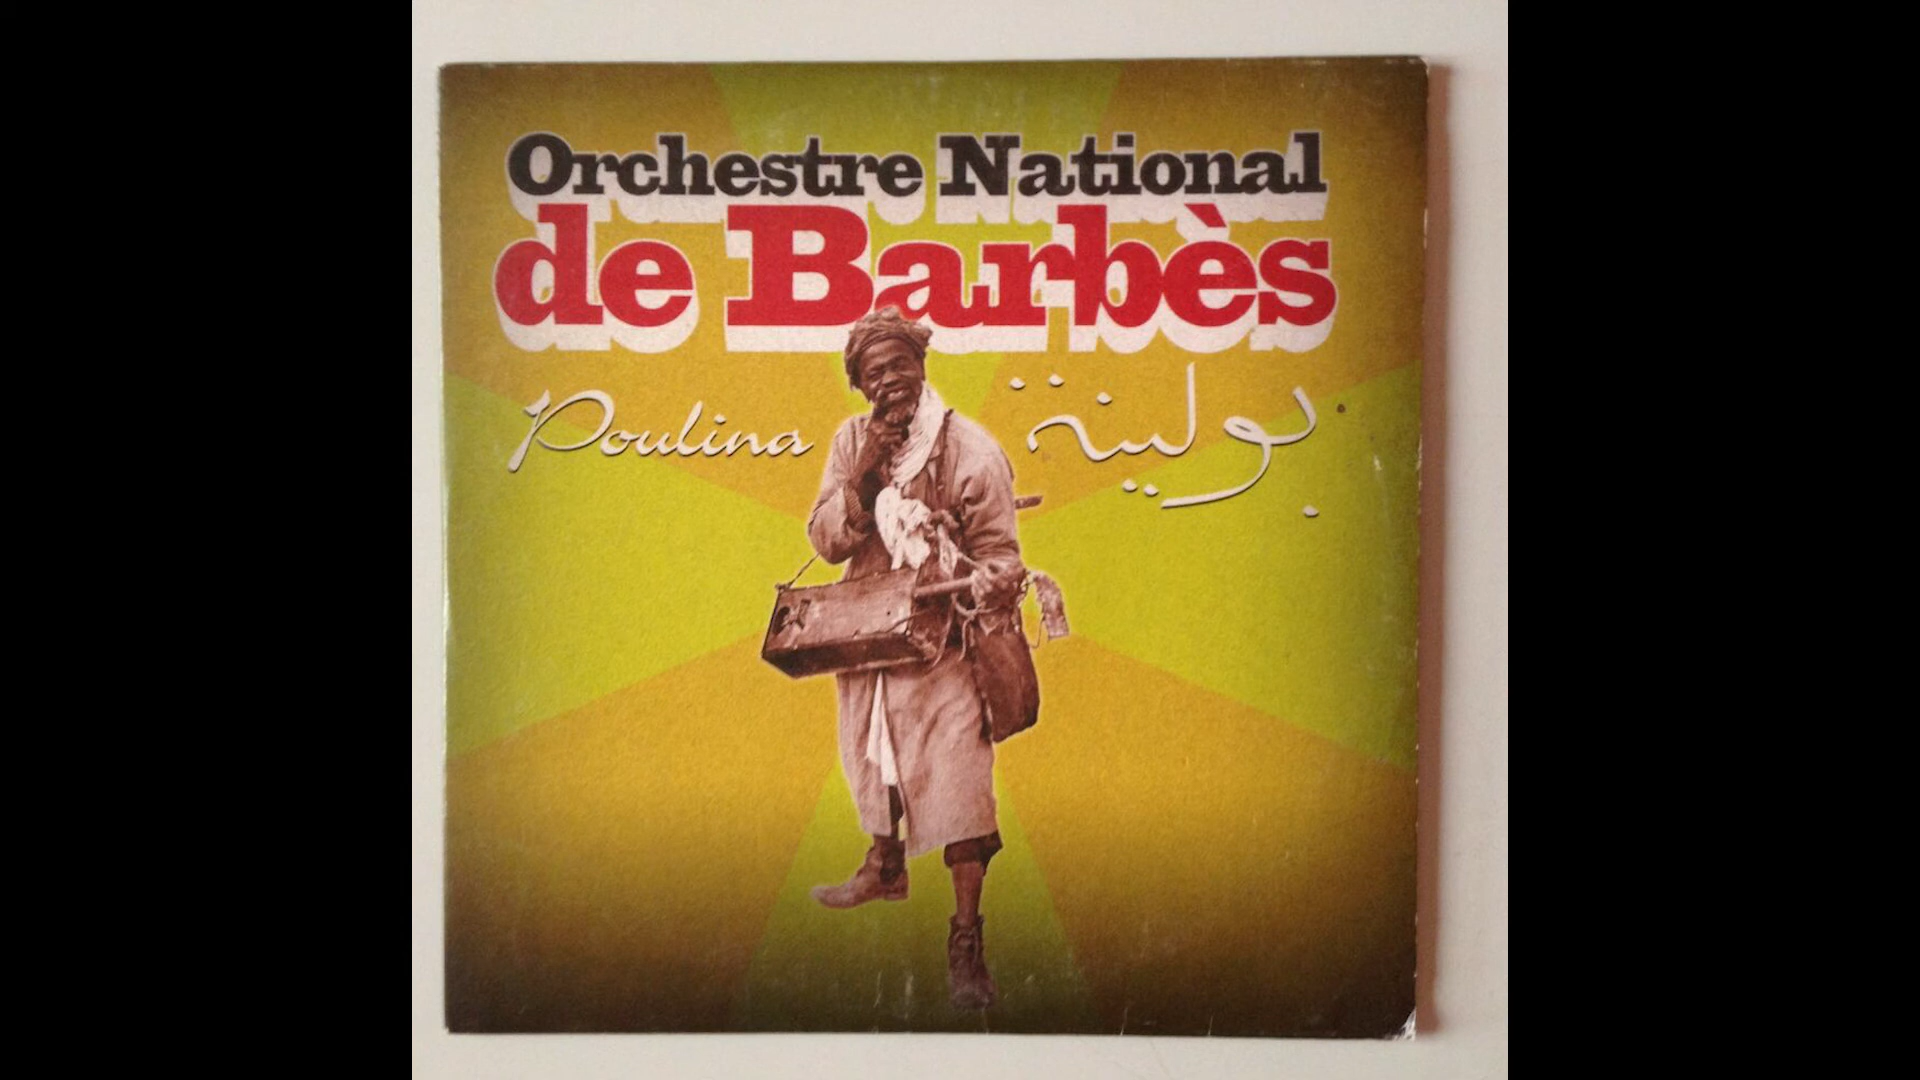 Orchestre National
de Barbès
Poulina
بولينة